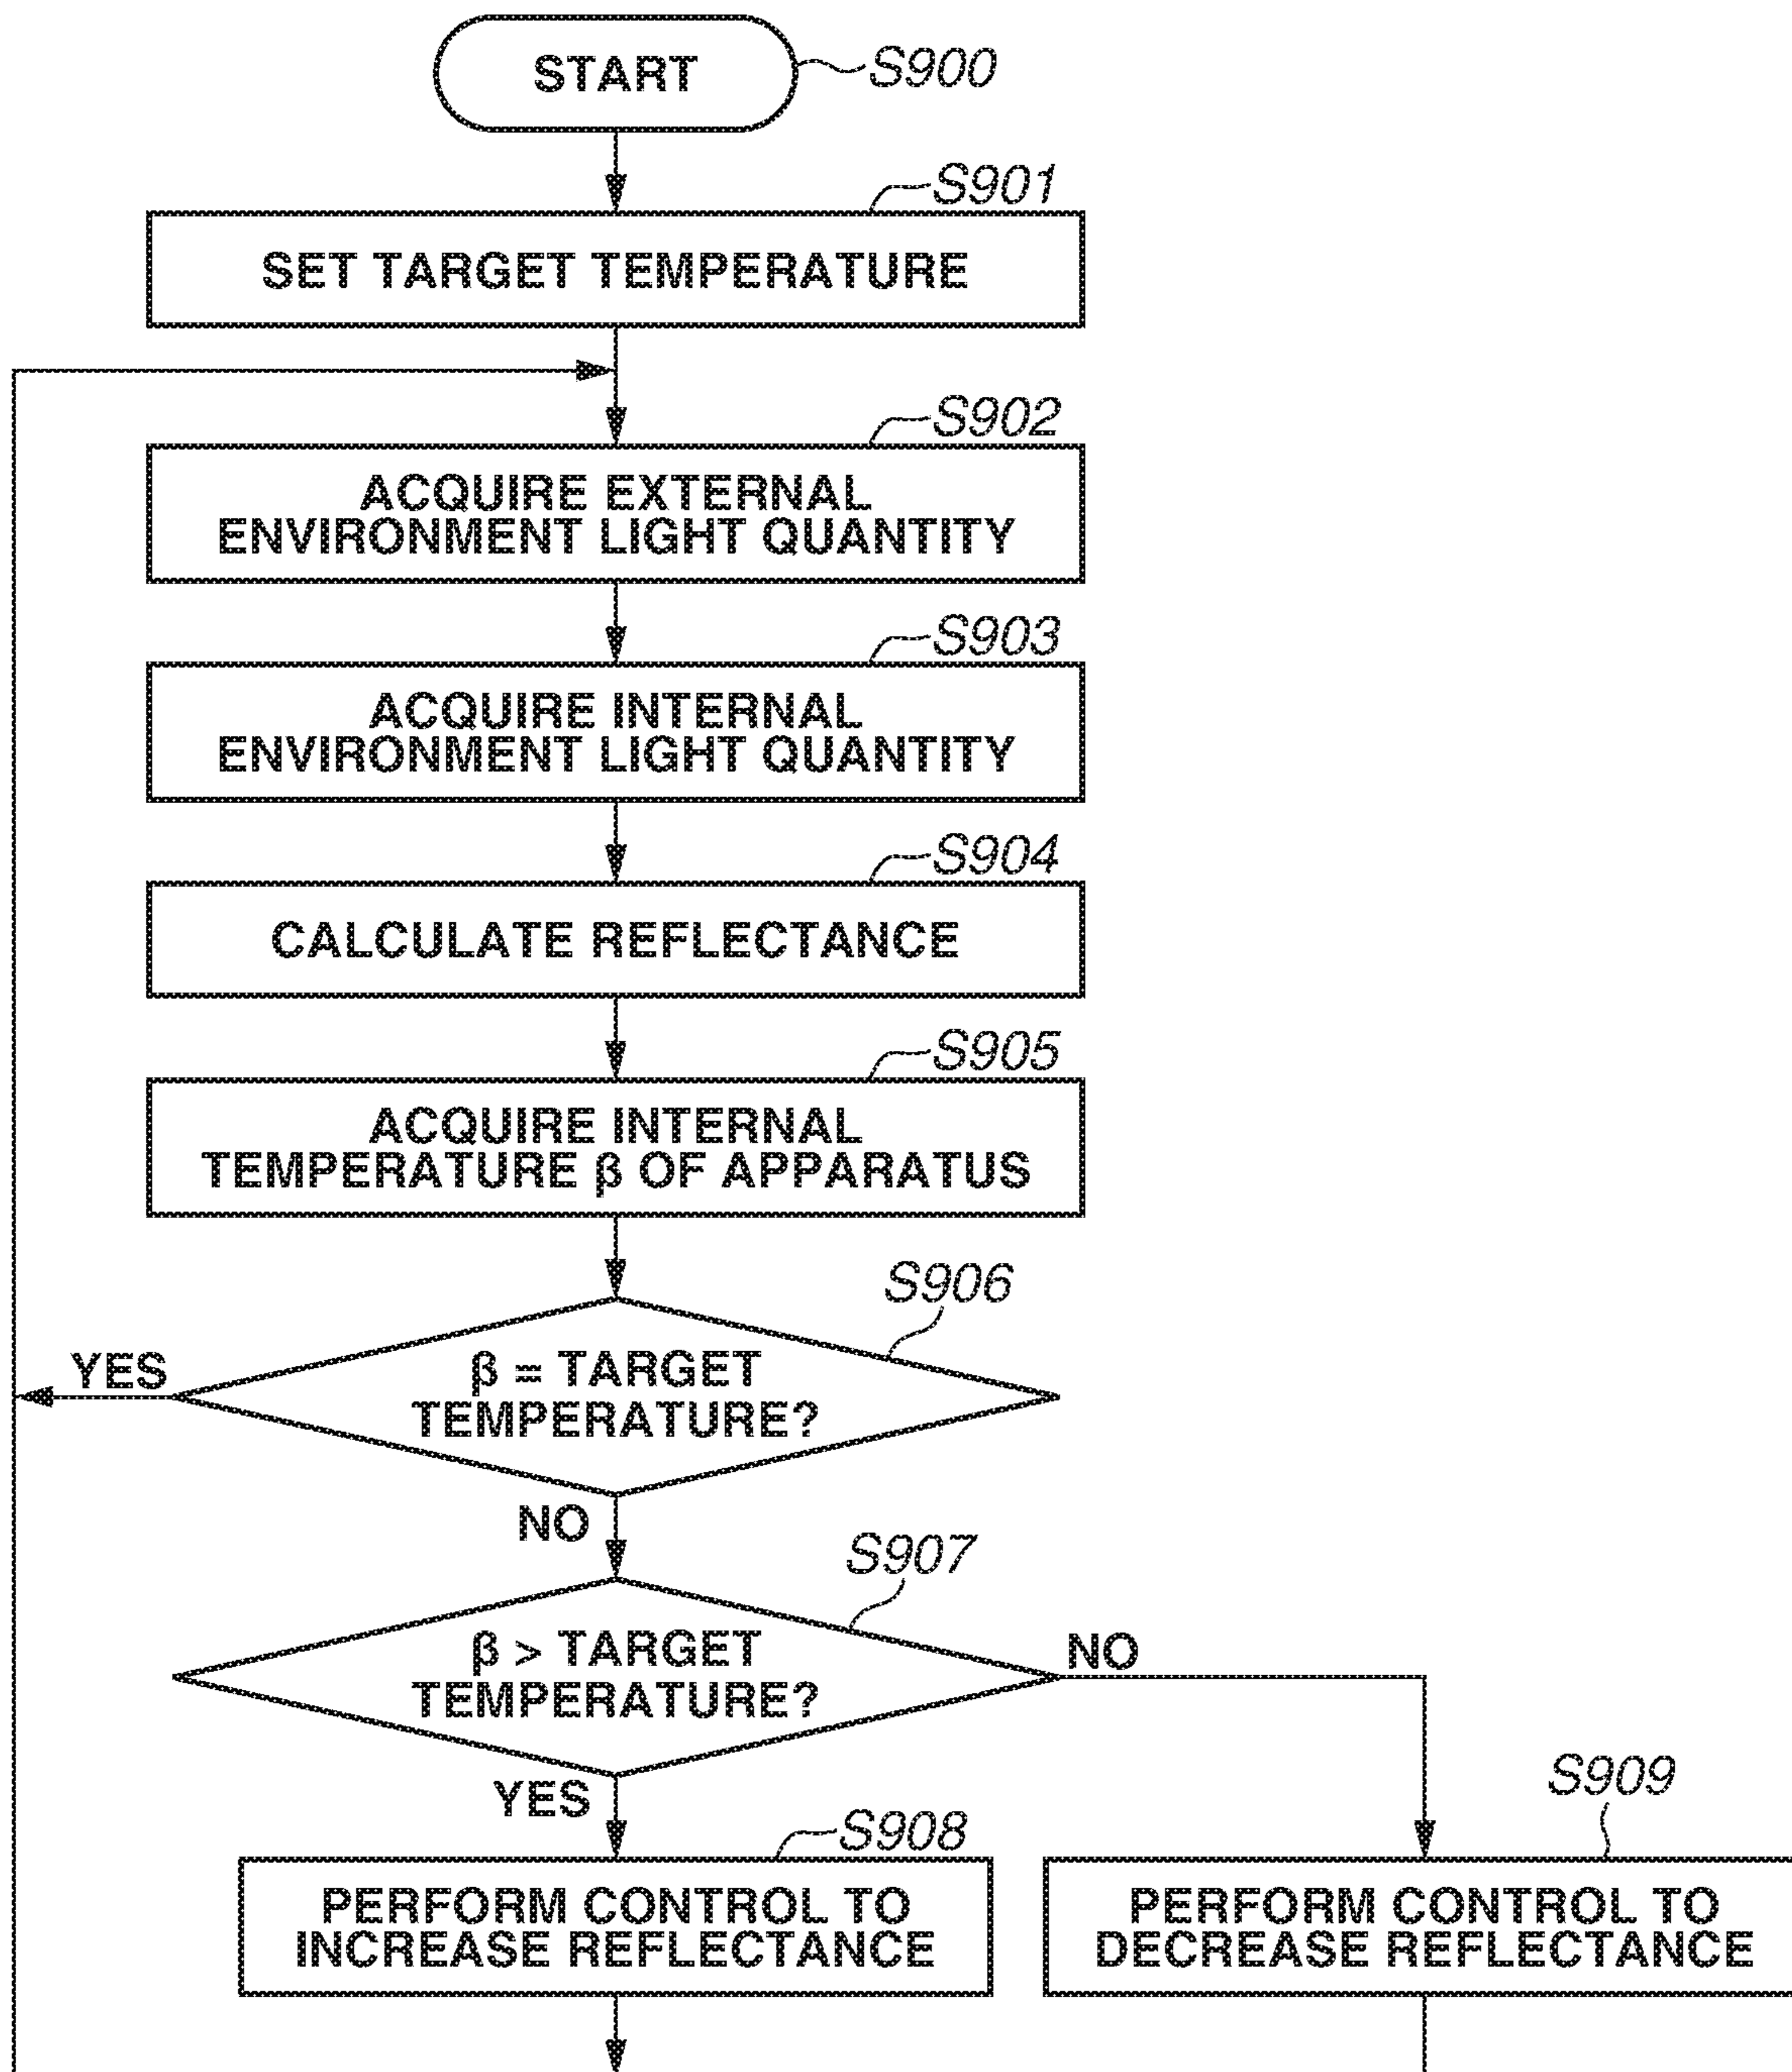 START
S900
S901
SET TARGET TEMPERATURE
S902
ACQUIRE EXTERNAL
ENVIRONMENT LIGHT QUANTITY
S903
ACQUIRE INTERNAL
ENVIRONMENT LIGHT QUANTITY
S904
CALCULATE REFLECTANCE
S905
ACQUIRE INTERNAL
TEMPERATURE β OF APPARATUS
S906
YES
β = TARGET
TEMPERATURE?
NO
S907
β > TARGET
TEMPERATURE?
NO
YES
S908
PERFORM CONTROL TO
INCREASE REFLECTANCE
S909
PERFORM CONTROL TO
DECREASE REFLECTANCE